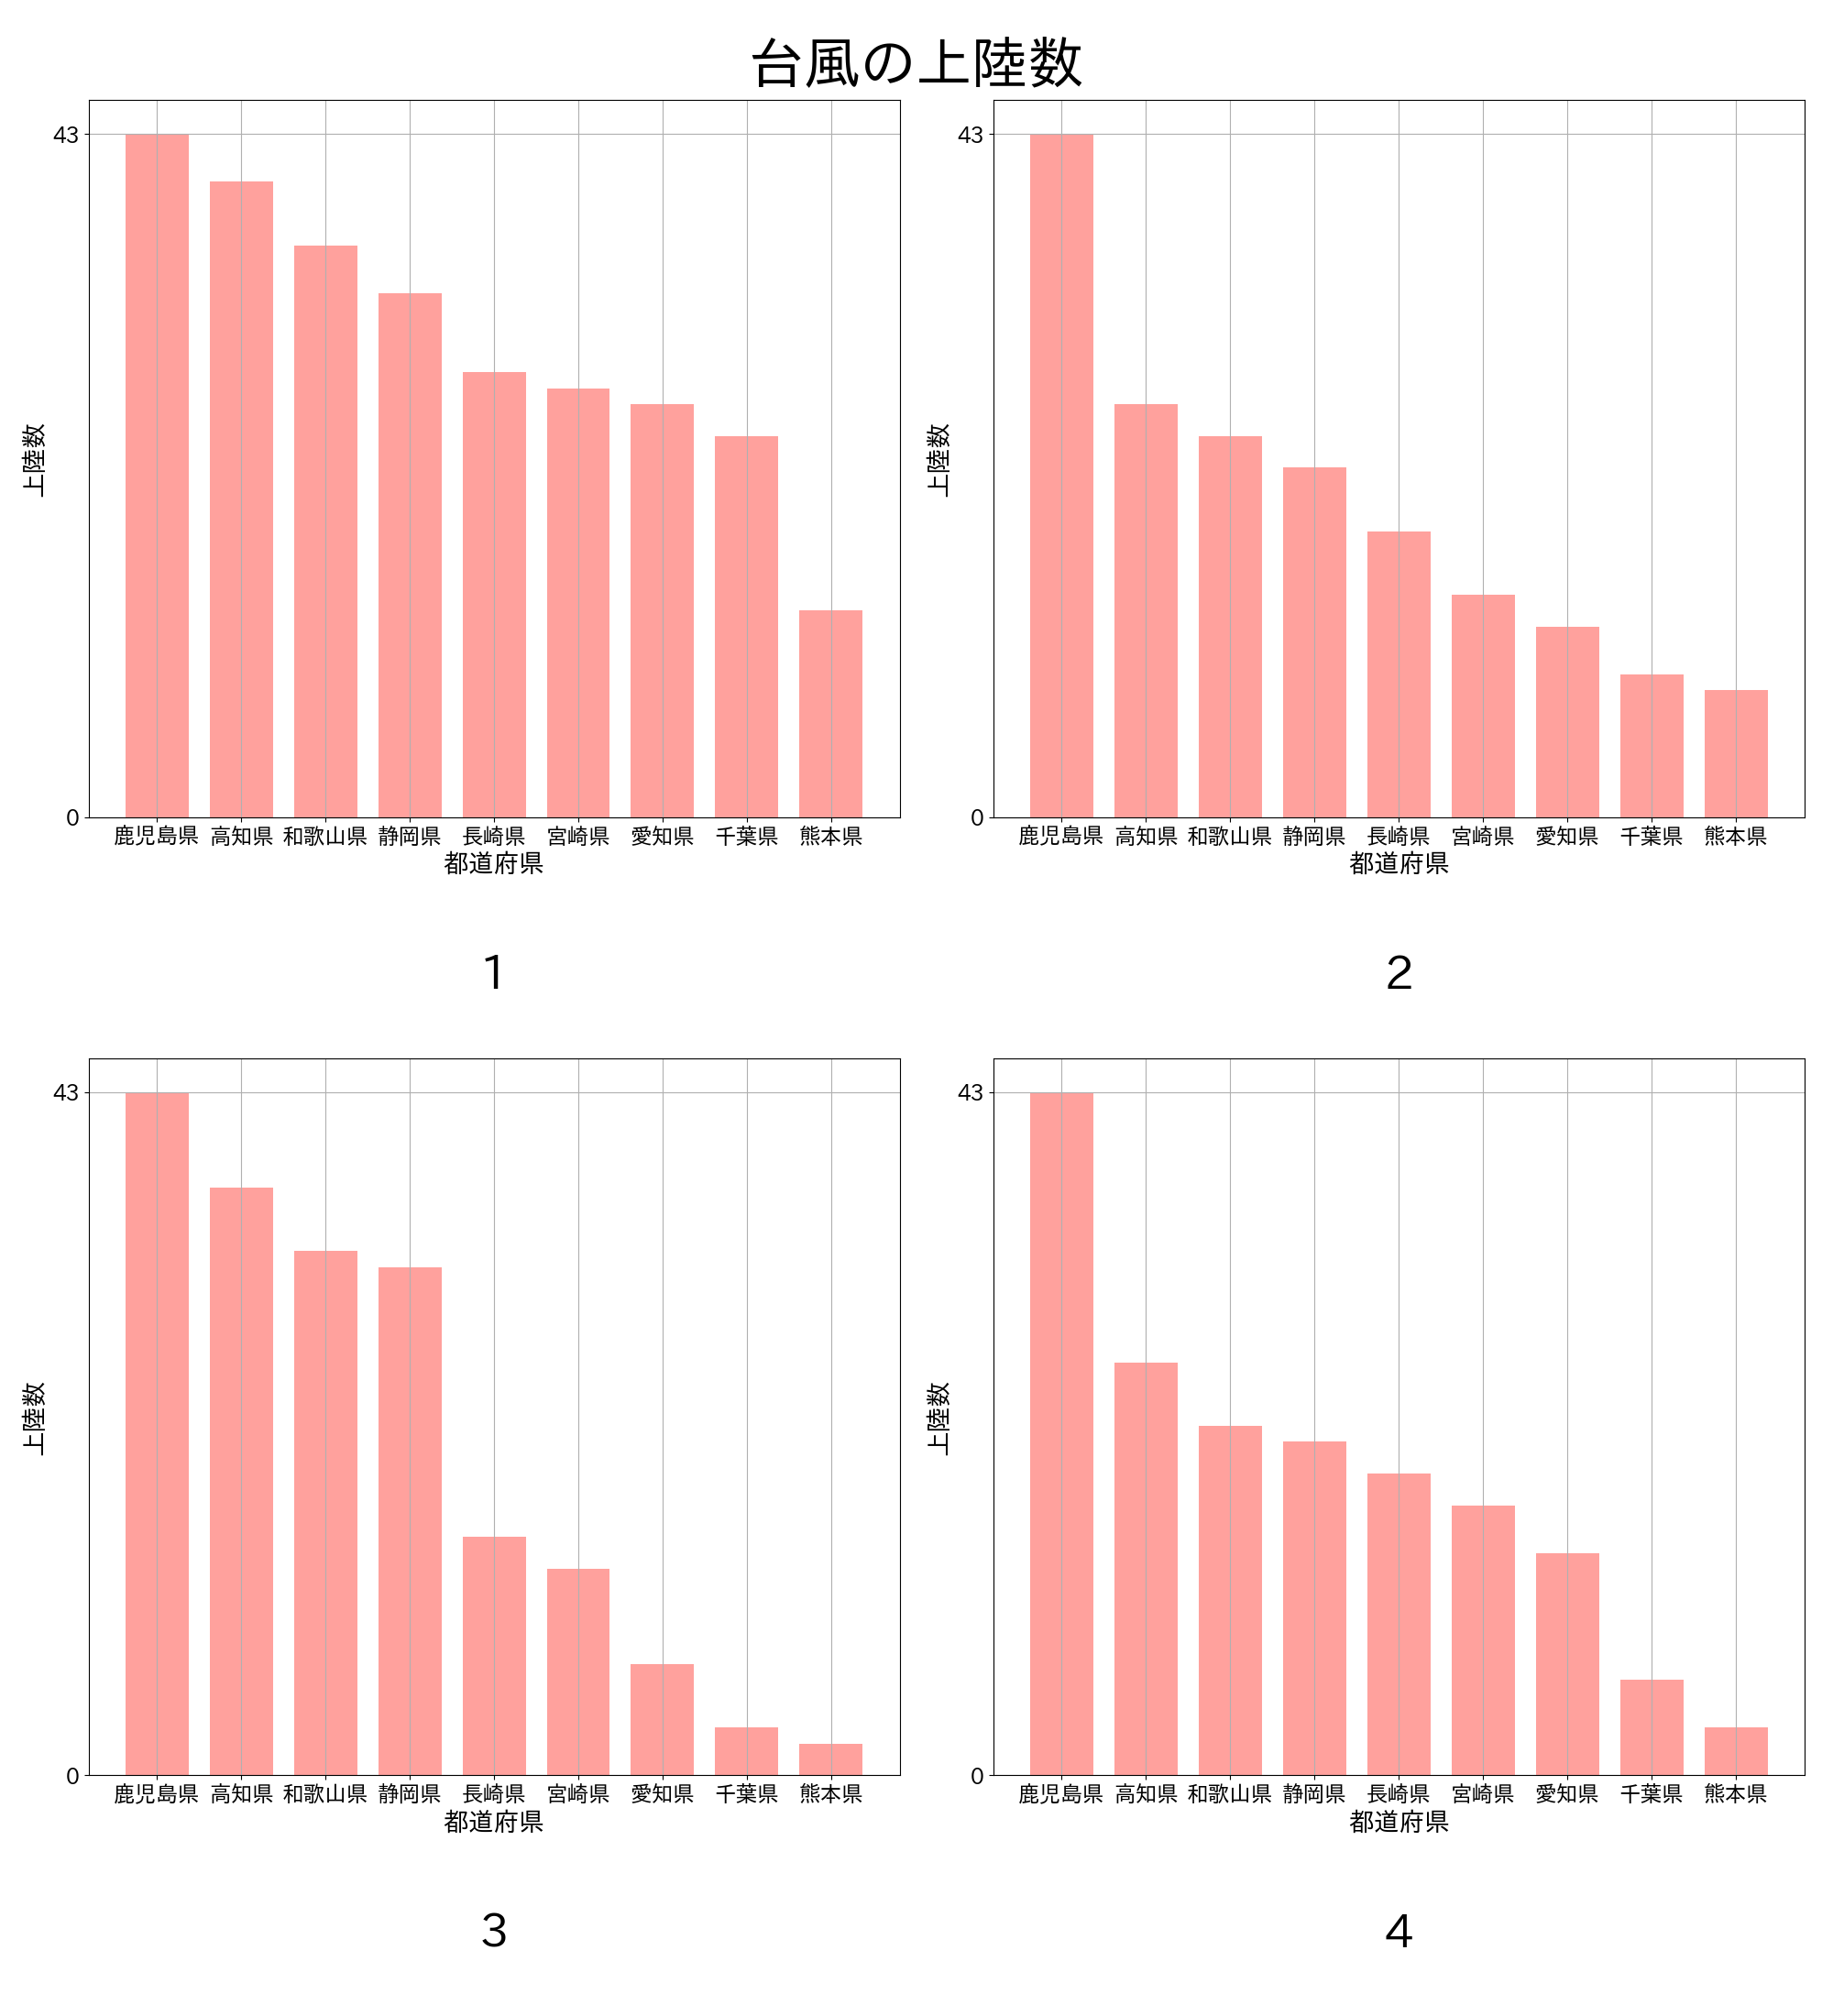 台風の上陸数
43
上陸数
0
鹿児島県 高知県 和歌山県 静岡県 長崎県 宮崎県 愛知県 千葉県 熊本県
都道府県
1
43
上陸数
0
鹿児島県 高知県 和歌山県 静岡県 長崎県 宮崎県 愛知県 千葉県 熊本県
都道府県
2
43
上陸数
0
鹿児島県 高知県 和歌山県 静岡県 長崎県 宮崎県 愛知県 千葉県 熊本県
都道府県
3
43
上陸数
0
鹿児島県 高知県 和歌山県 静岡県 長崎県 宮崎県 愛知県 千葉県 熊本県
都道府県
4